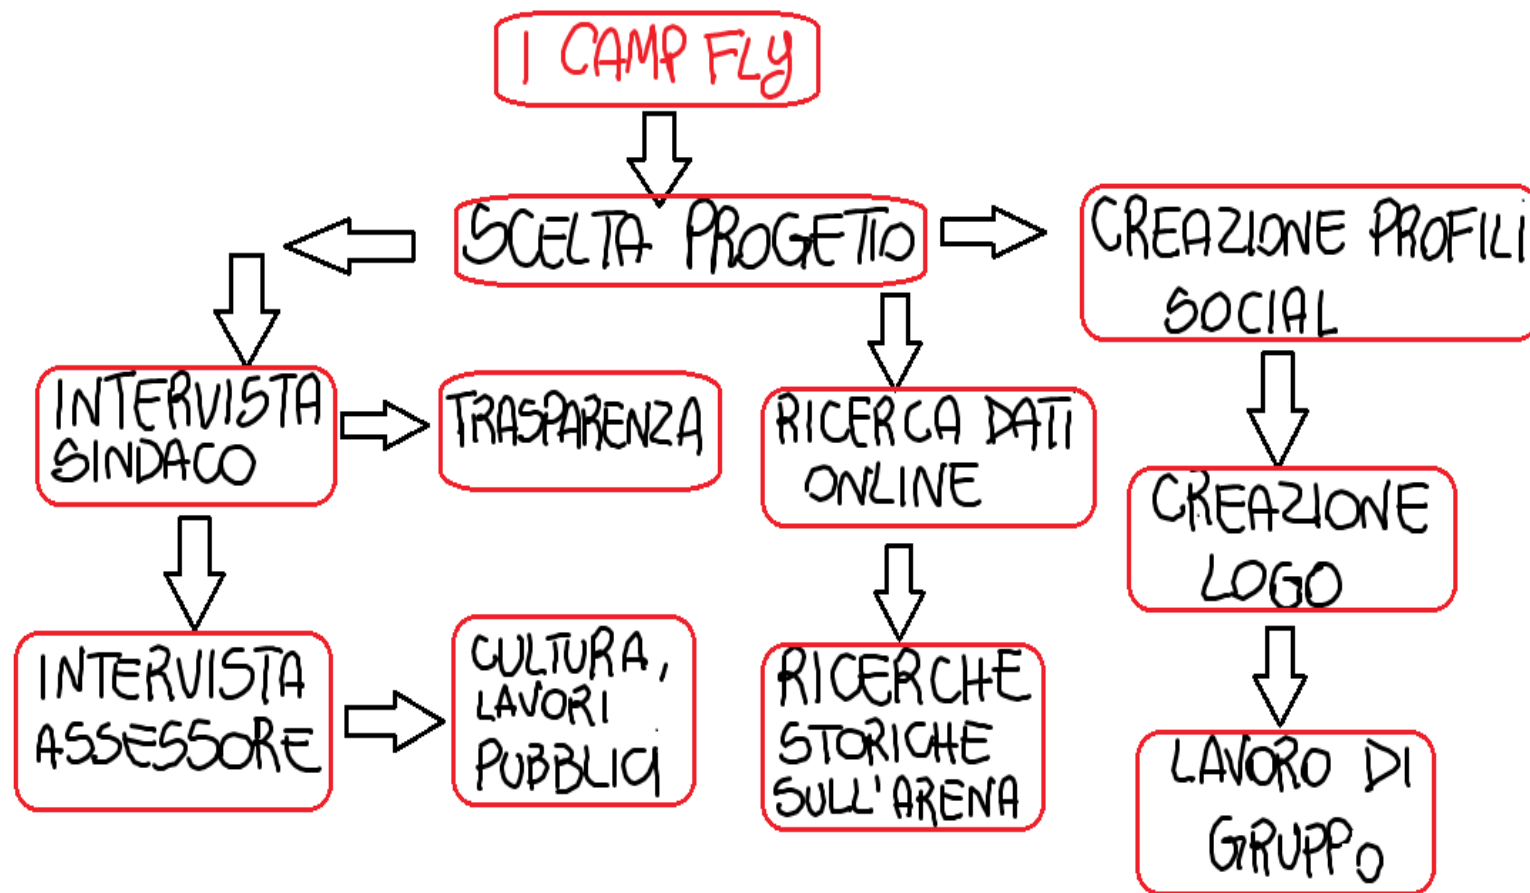 I CAMP FLY
SCELTA PROGETTO
CREAZIONE PROFILI
SOCIAL
INTERVISTA
SINDACO
TRASPARENZA
RICERCA DATI
ONLINE
CREAZIONE
LOGO
INTERVISTA
ASSESSORE
CULTURA,
LAVORI
PUBBLICI
RICERCHE
STORICHE
SULL'ARENA
LAVORO DI
GRUPPO